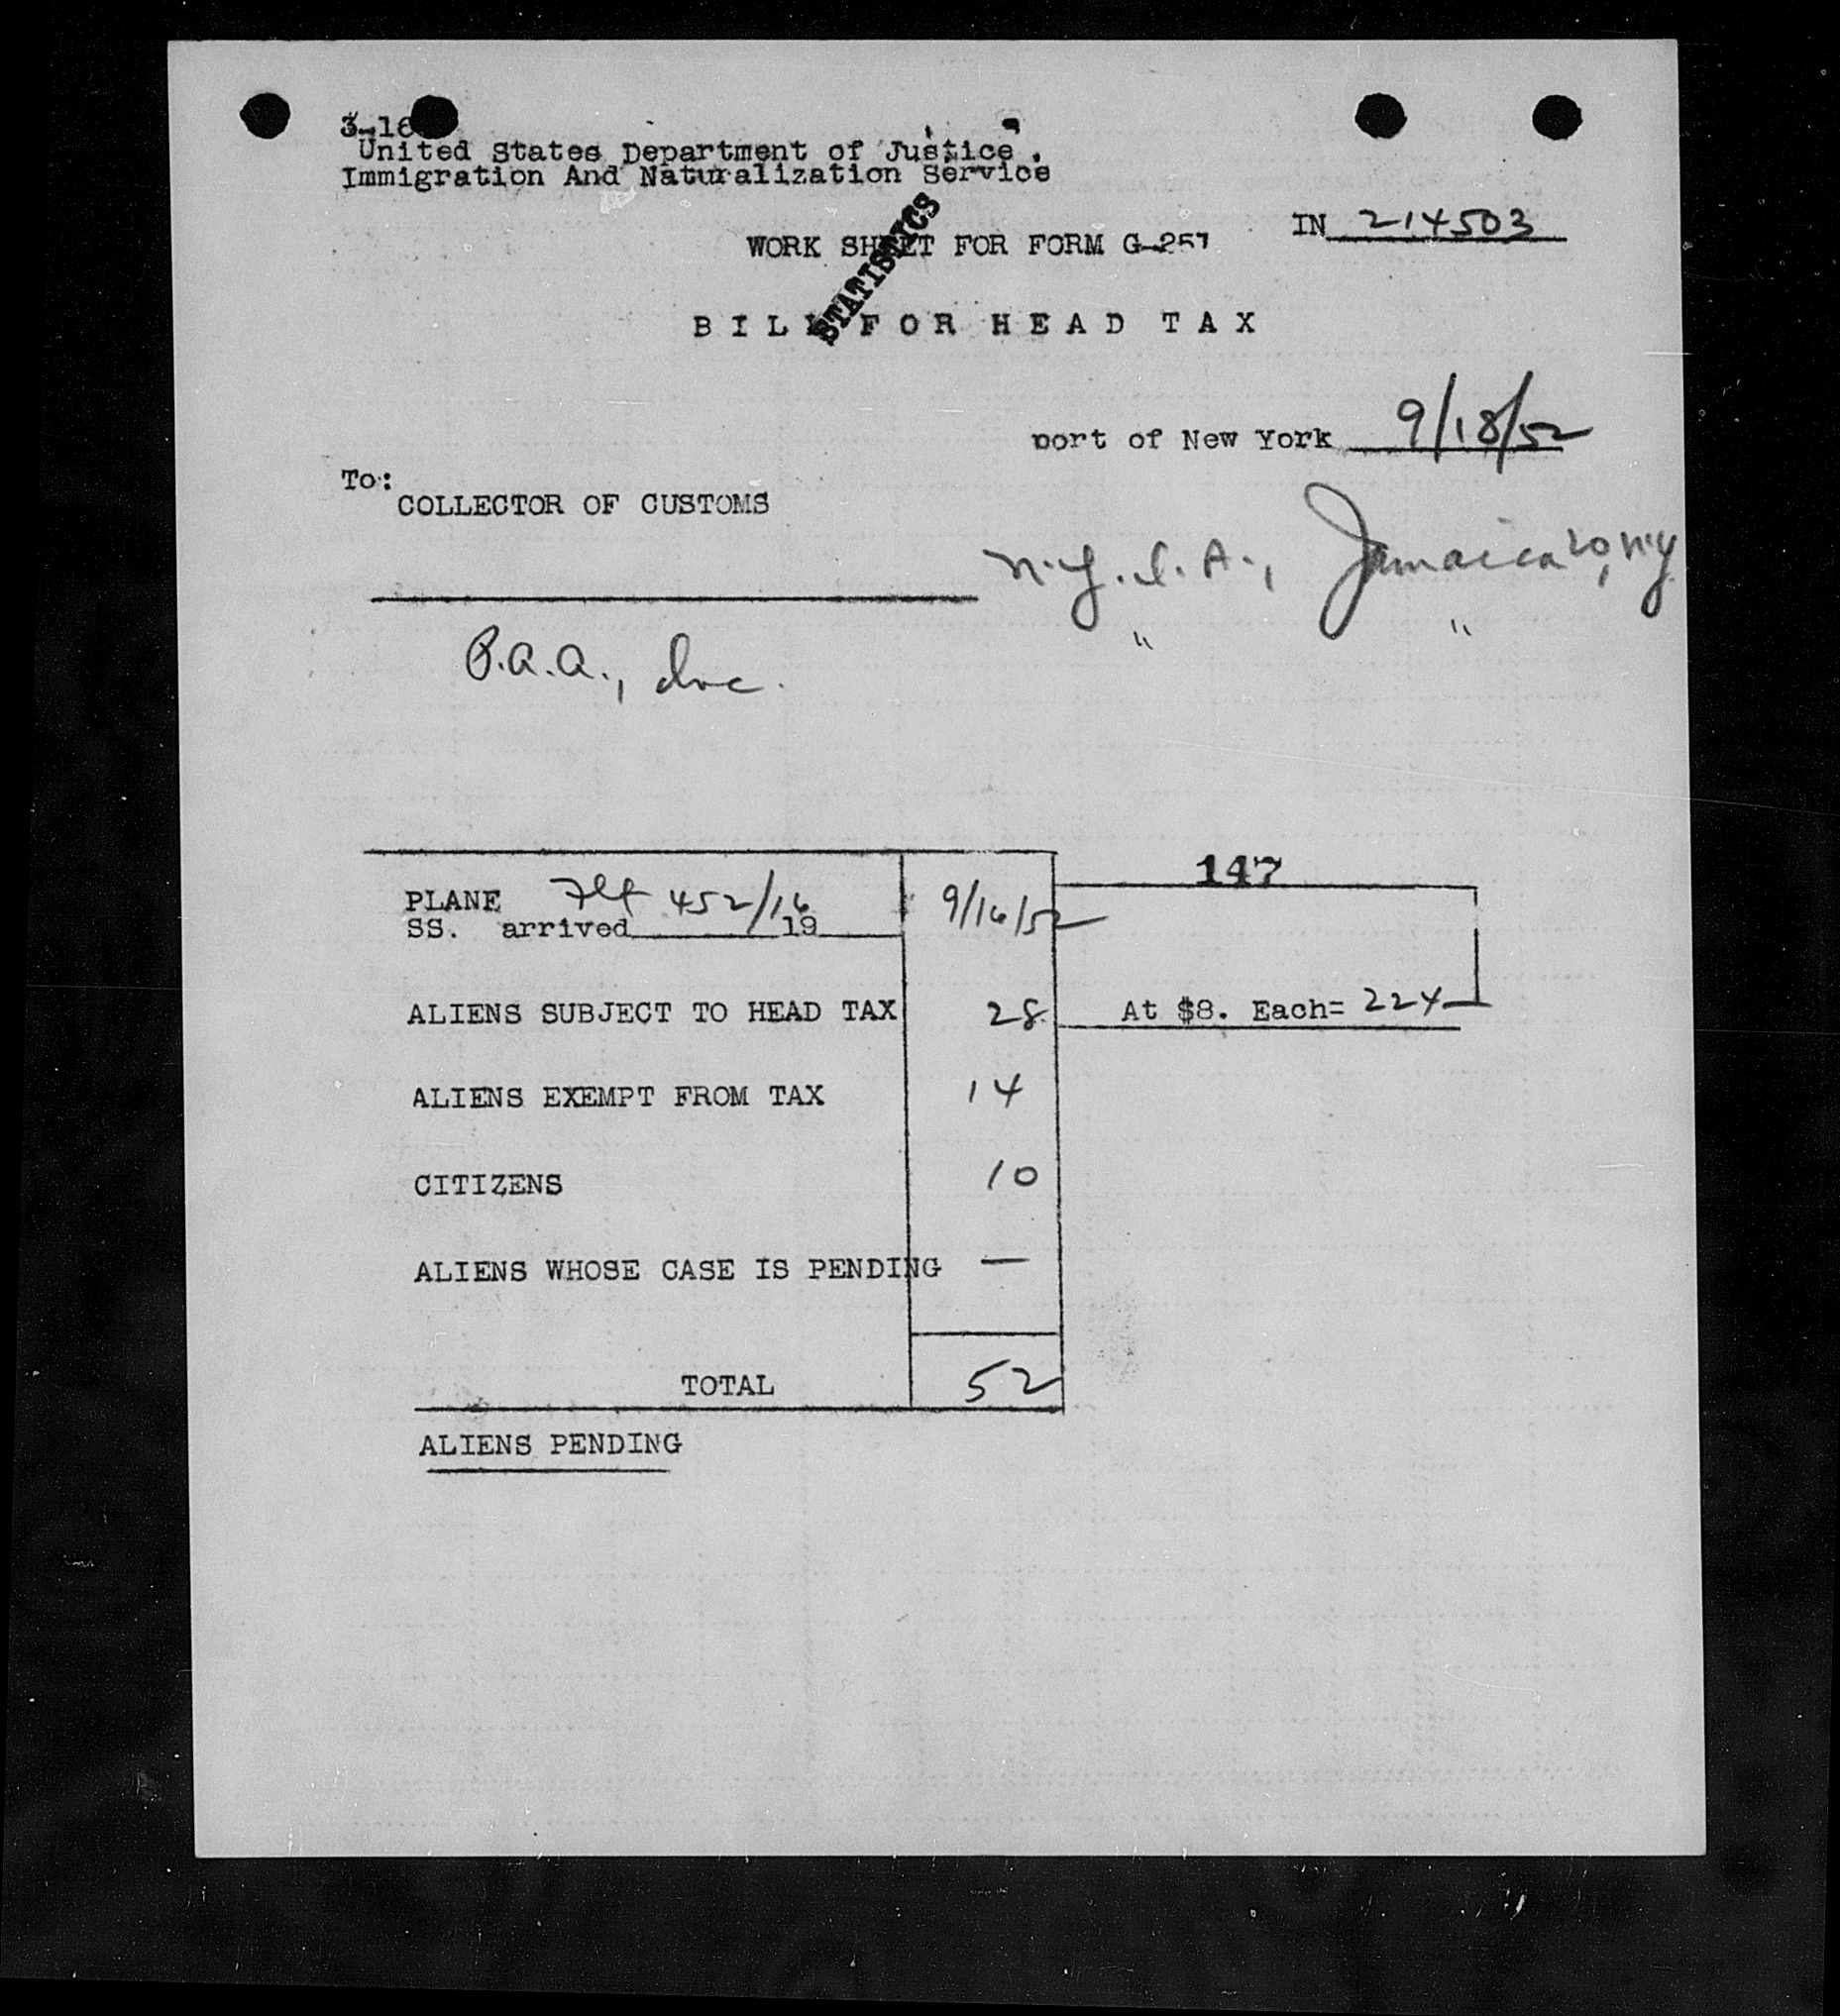 3-16
United States Department of Justice.
Immigration And Naturalization Service
STATISTICS
IN 214503
WORK SHEET FOR FORM G-257
BILL FOR HEAD TAX
port of New York 9/18/52
To:
COLLECTOR OF CUSTOMS
N.Y.I.A., Jamaica 20, N.Y.
" "
P.A.A., Inc.
147
PLANE Flt 452/16 9/16/52
SS. arrived 19
ALIENS SUBJECT TO HEAD TAX 28 At $8. Each= 224
ALIENS EXEMPT FROM TAX 14
CITIZENS 10
ALIENS WHOSE CASE IS PENDING —
TOTAL 52
ALIENS PENDING